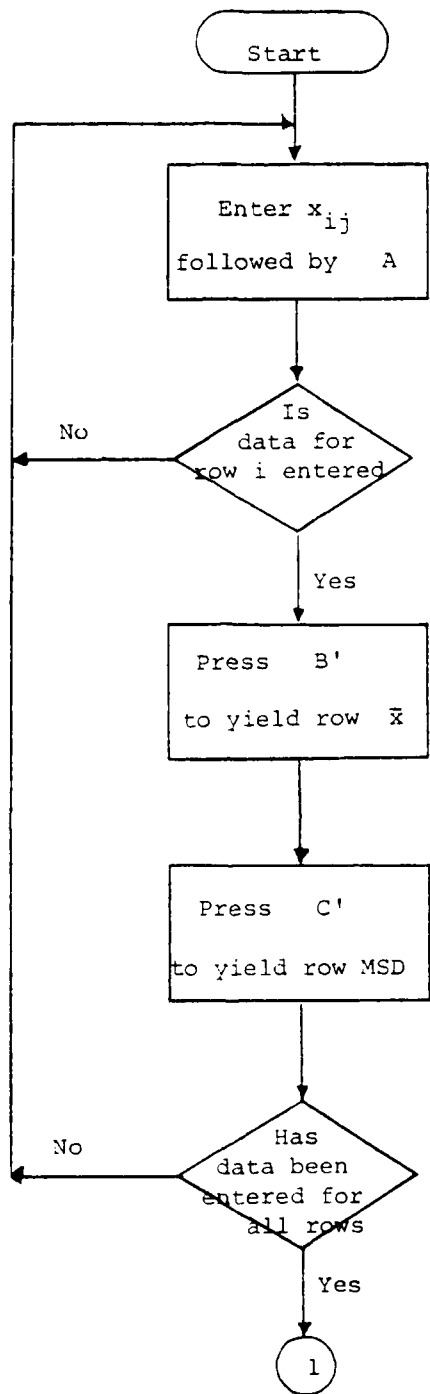 Start
Enter x_ij
followed by A
Is
data for
row i entered
No
Yes
Press B'
to yield row x̄
Press C'
to yield row MSD
Has
data been
entered for
all rows
No
Yes
1